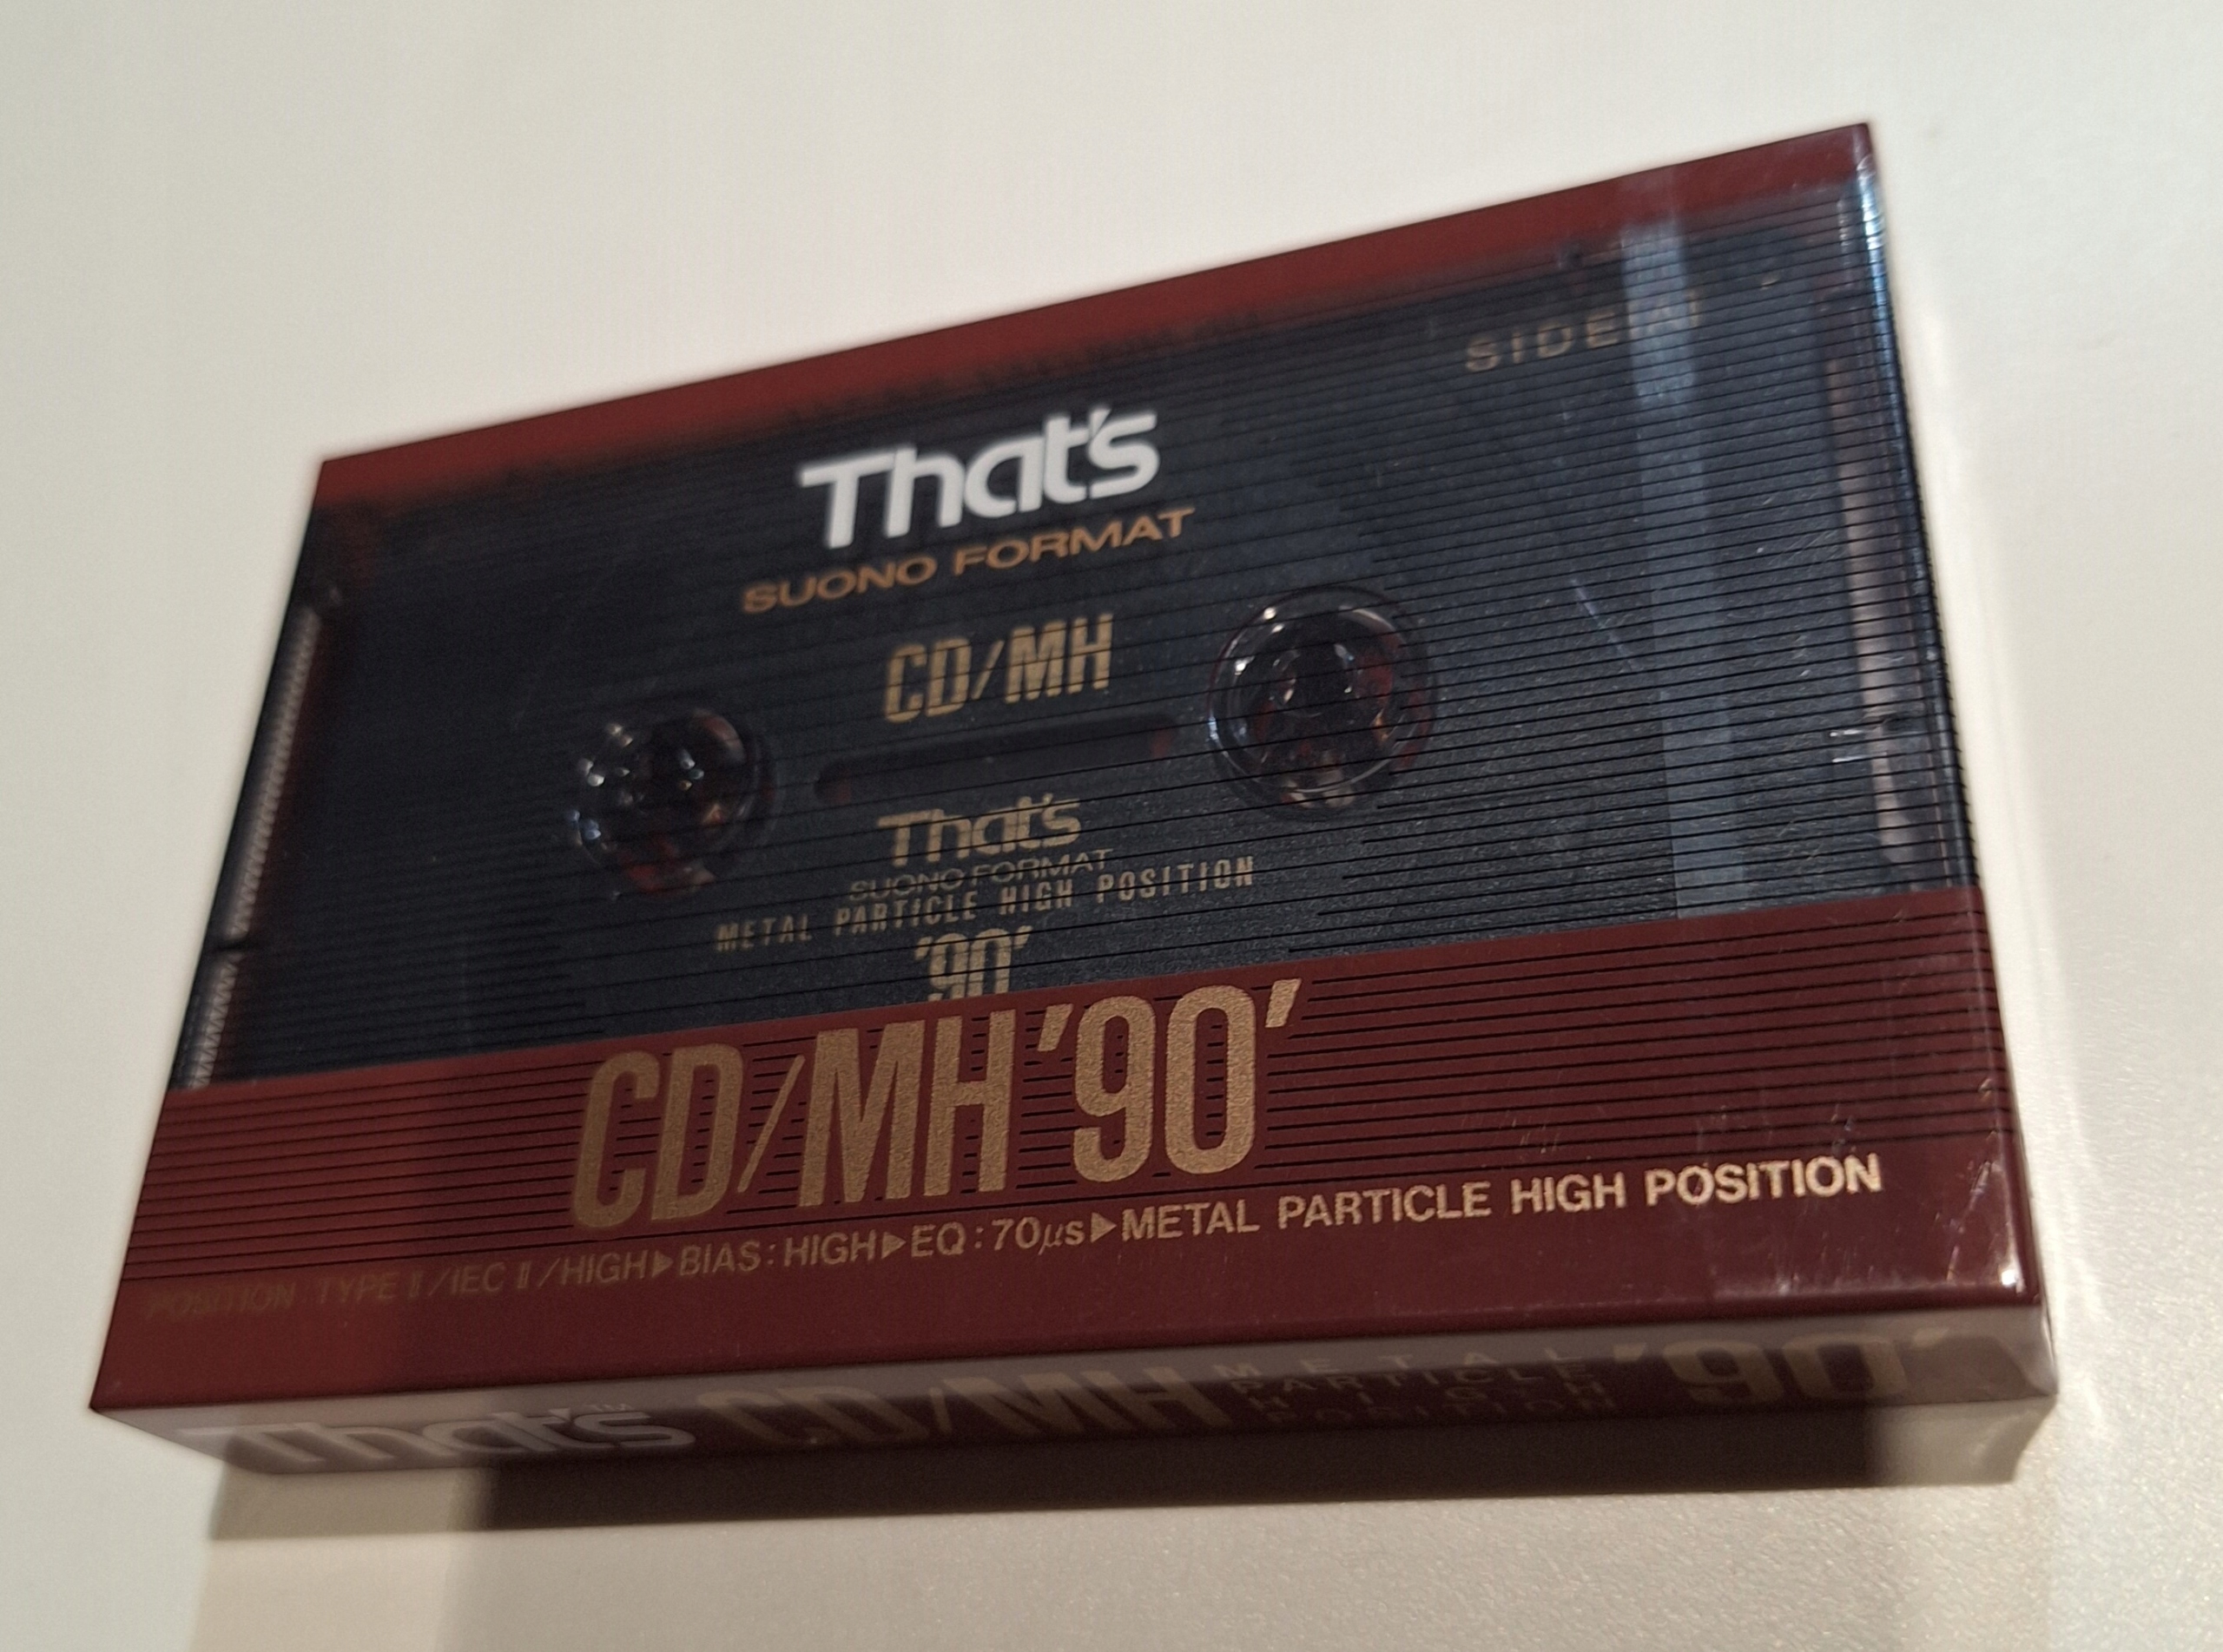 SIDE A
That's
SUONO FORMAT
CD/MH
That's
SUONO FORMAT
METAL PARTICLE HIGH POSITION
'90'
CD/MH'90'
POSITION TYPE II/IEC II/HIGH▶BIAS:HIGH▶EQ:70µs▶METAL PARTICLE HIGH POSITION
That's™ CD/MH METAL PARTICLE HIGH POSITION '90'